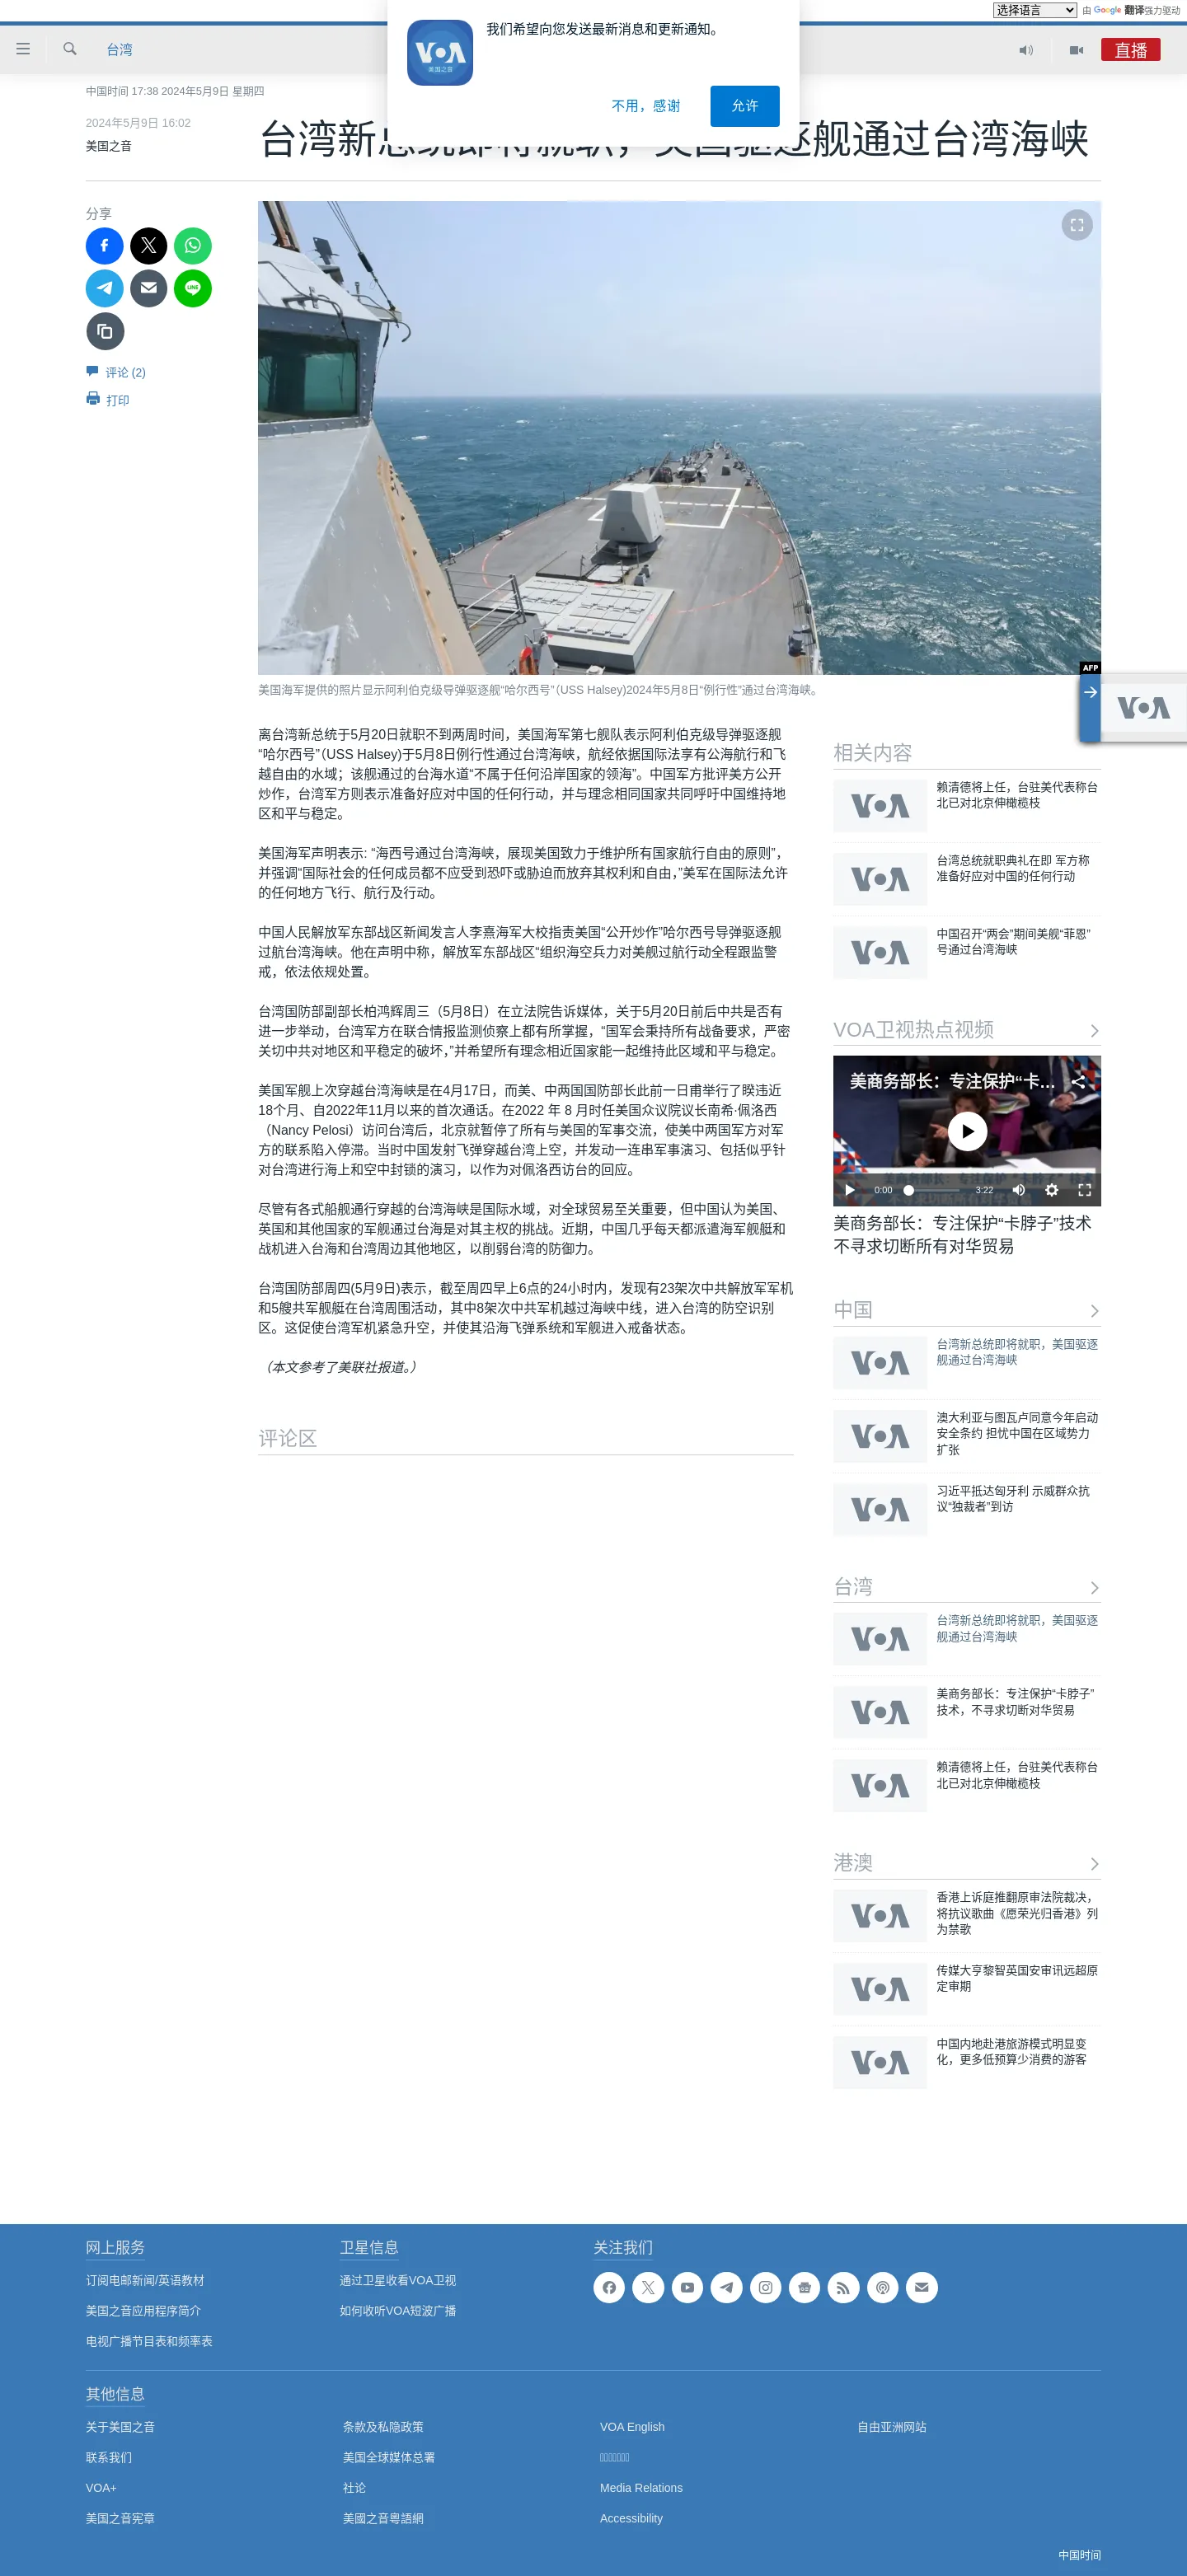 选择语言 由 Google 翻译强力驱动
我们希望向您发送最新消息和更新通知。
VOA
美国之音
不用，感谢
允许
台湾
直播
中国时间 17:38 2024年5月9日 星期四
2024年5月9日 16:02
美国之音
驱逐舰通过台湾海峡
分享
评论 (2)
打印
AFP
美国海军提供的照片显示阿利伯克级导弹驱逐舰“哈尔西号”(USS Halsey)2024年5月8日“例行性”通过台湾海峡。
VOA
离台湾新总统于5月20日就职不到两周时间，美国海军第七舰队表示阿利伯克级导弹驱逐舰
“哈尔西号”（USS Halsey)于5月8日例行性通过台湾海峡，航经依据国际法享有公海航行和飞
越自由的水域；该舰通过的台海水道“不属于任何沿岸国家的领海”。中国军方批评美方公开
炒作，台湾军方则表示准备好应对中国的任何行动，并与理念相同国家共同呼吁中国维持地
区和平与稳定。
美国海军声明表示: “海西号通过台湾海峡，展现美国致力于维护所有国家航行自由的原则”，
并强调“国际社会的任何成员都不应受到恐吓或胁迫而放弃其权利和自由，”美军在国际法允许
的任何地方飞行、航行及行动。
中国人民解放军东部战区新闻发言人李熹海军大校指责美国“公开炒作”哈尔西号导弹驱逐舰
过航台湾海峡。他在声明中称，解放军东部战区“组织海空兵力对美舰过航行动全程跟监警
戒，依法依规处置。
台湾国防部副部长柏鸿辉周三（5月8日）在立法院告诉媒体，关于5月20日前后中共是否有
进一步举动，台湾军方在联合情报监测侦察上都有所掌握，“国军会秉持所有战备要求，严密
关切中共对地区和平稳定的破坏，”并希望所有理念相近国家能一起维持此区域和平与稳定。
美国军舰上次穿越台湾海峡是在4月17日，而美、中两国国防部长此前一日甫举行了睽违近
18个月、自2022年11月以来的首次通话。在2022 年 8 月时任美国众议院议长南希·佩洛西
（Nancy Pelosi）访问台湾后，北京就暂停了所有与美国的军事交流，使美中两国军方对军
方的联系陷入停滞。当时中国发射飞弹穿越台湾上空，并发动一连串军事演习、包括似乎针
对台湾进行海上和空中封锁的演习，以作为对佩洛西访台的回应。
尽管有各式船舰通行穿越的台湾海峡是国际水域，对全球贸易至关重要，但中国认为美国、
英国和其他国家的军舰通过台海是对其主权的挑战。近期，中国几乎每天都派遣海军舰艇和
战机进入台海和台湾周边其他地区，以削弱台湾的防御力。
台湾国防部周四(5月9日)表示，截至周四早上6点的24小时内，发现有23架次中共解放军军机
和5艘共军舰艇在台湾周围活动，其中8架次中共军机越过海峡中线，进入台湾的防空识别
区。这促使台湾军机紧急升空，并使其沿海飞弹系统和军舰进入戒备状态。
（本文参考了美联社报道。）
评论区
相关内容
VOA
赖清德将上任，台驻美代表称台
北已对北京伸橄榄枝
VOA
台湾总统就职典礼在即 军方称
准备好应对中国的任何行动
VOA
中国召开“两会”期间美舰“菲恩”
号通过台湾海峡
VOA卫视热点视频
美商务部长：专注保护“卡...
0:00
3:22
美商务部长：专注保护“卡脖子”技术
不寻求切断所有对华贸易
中国
VOA
台湾新总统即将就职，美国驱逐
舰通过台湾海峡
VOA
澳大利亚与图瓦卢同意今年启动
安全条约 担忧中国在区域势力
扩张
VOA
习近平抵达匈牙利 示威群众抗
议“独裁者”到访
台湾
VOA
台湾新总统即将就职，美国驱逐
舰通过台湾海峡
VOA
美商务部长：专注保护“卡脖子”
技术，不寻求切断对华贸易
VOA
赖清德将上任，台驻美代表称台
北已对北京伸橄榄枝
港澳
VOA
香港上诉庭推翻原审法院裁决，
将抗议歌曲《愿荣光归香港》列
为禁歌
VOA
传媒大亨黎智英国安审讯远超原
定审期
VOA
中国内地赴港旅游模式明显变
化，更多低预算少消费的游客
网上服务
订阅电邮新闻/英语教材
美国之音应用程序简介
电视广播节目表和频率表
卫星信息
通过卫星收看VOA卫视
如何收听VOA短波广播
关注我们
其他信息
关于美国之音
联系我们
VOA+
美国之音宪章
条款及私隐政策
美国全球媒体总署
社论
美國之音粵語網
VOA English
Media Relations
Accessibility
自由亚洲网站
中国时间